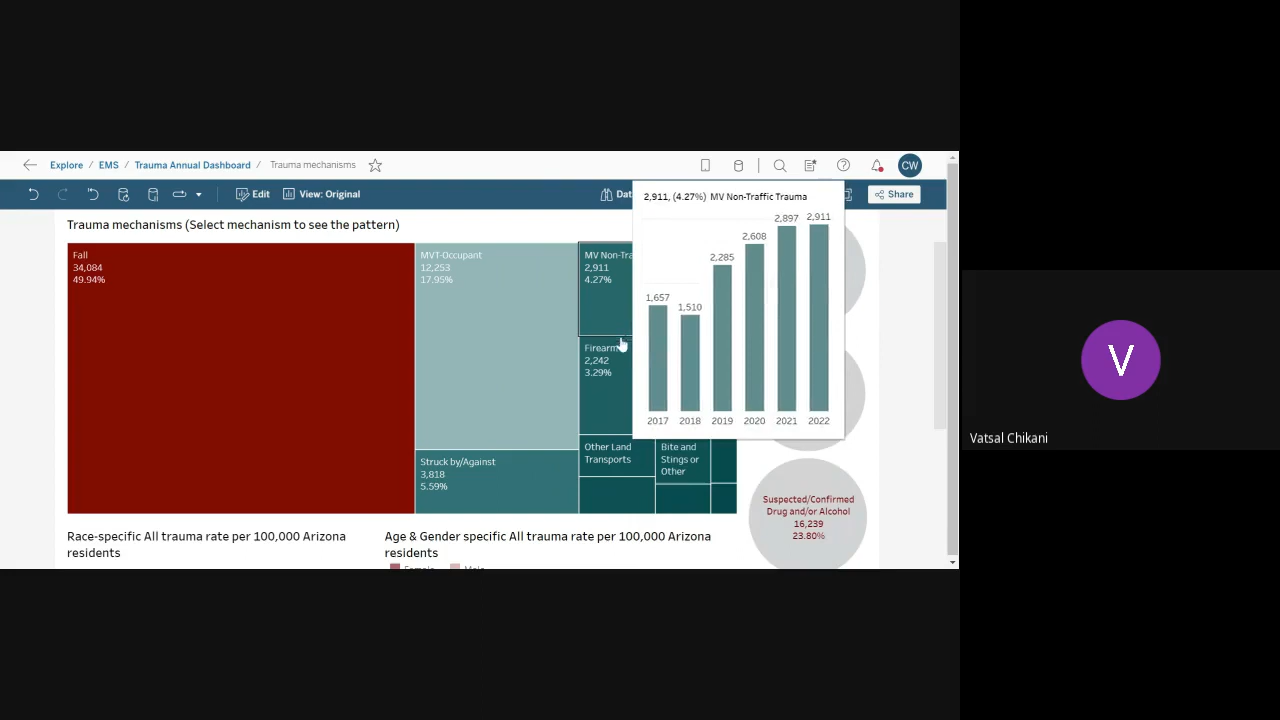 Explore / EMS / Trauma Annual Dashboard / Trauma mechanisms
CW
Edit
View: Original
Share
Trauma mechanisms (Select mechanism to see the pattern)
Fall
34,084
49.94%
MVT-Occupant
12,253
17.95%
Struck by/Against
3,818
5.59%
MV Non-Tra
2,911
4.27%
Firearm
2,242
3.29%
Other Land
Transports
Bite and
Stings or
Other
2,911, (4.27%) MV Non-Traffic Trauma
1,657
1,510
2,285
2,608
2,897
2,911
2017 2018 2019 2020 2021 2022
Suspected/Confirmed
Drug and/or Alcohol
16,239
23.80%
Race-specific All trauma rate per 100,000 Arizona
residents
Age & Gender specific All trauma rate per 100,000 Arizona
residents
Female Male
V
Vatsal Chikani